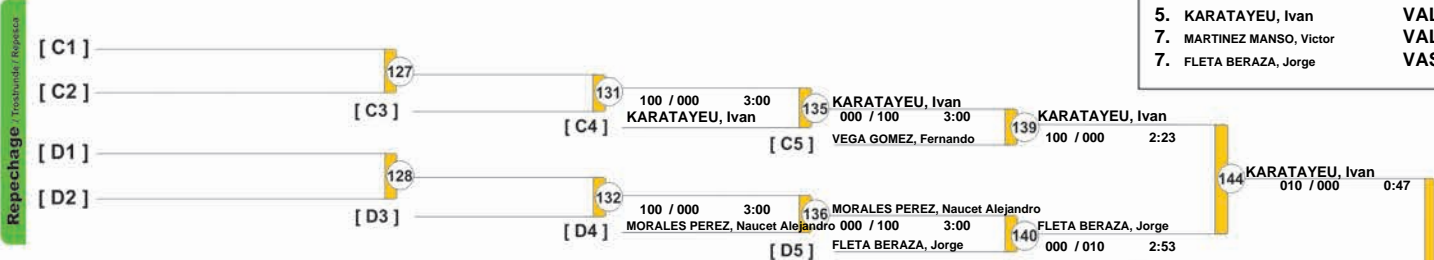 Repechage / Trostrunde / Repesca
5. KARATAYEU, Ivan VAL
7. MARTINEZ MANSO, Victor VAL
7. FLETA BERAZA, Jorge VAS
[ C1 ]
127
[ C2 ]
[ C3 ]
131
100 / 000 3:00
KARATAYEU, Ivan
[ C4 ]
135
KARATAYEU, Ivan
000 / 100 3:00
VEGA GOMEZ, Fernando
[ C5 ]
139
KARATAYEU, Ivan
100 / 000 2:23
[ D1 ]
128
[ D2 ]
[ D3 ]
132
100 / 000 3:00
MORALES PEREZ, Naucet Alejandro
[ D4 ]
136
MORALES PEREZ, Naucet Alejandro
000 / 100 3:00
FLETA BERAZA, Jorge
[ D5 ]
140
FLETA BERAZA, Jorge
000 / 010 2:53
144
KARATAYEU, Ivan
010 / 000 0:47